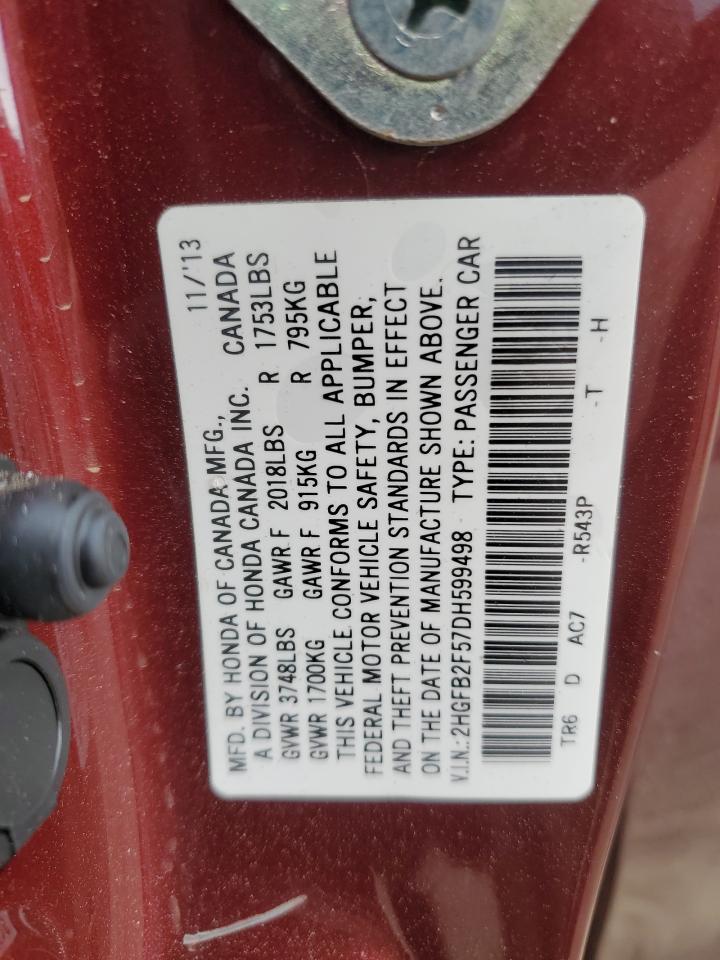 MFD. BY HONDA OF CANADA MFG., 11/'13
A DIVISION OF HONDA CANADA INC. CANADA
GVWR 3748LBS GAWR F 2018LBS R 1753LBS
GVWR 1700KG GAWR F 915KG R 795KG
THIS VEHICLE CONFORMS TO ALL APPLICABLE
FEDERAL MOTOR VEHICLE SAFETY, BUMPER,
AND THEFT PREVENTION STANDARDS IN EFFECT
ON THE DATE OF MANUFACTURE SHOWN ABOVE.
V.I.N.: 2HGFB2F57DH599498 TYPE: PASSENGER CAR
TR6 D AC7 -R543P -T -H